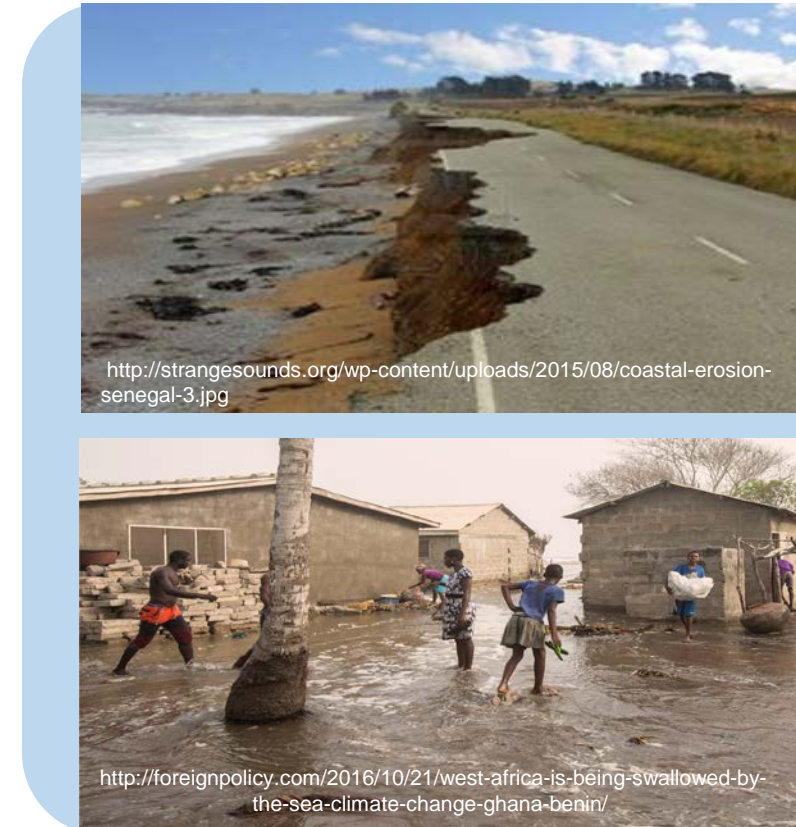 http://strangesounds.org/wp-content/uploads/2015/08/coastal-erosion-
senegal-3.jpg
http://foreignpolicy.com/2016/10/21/west-africa-is-being-swallowed-by-
the-sea-climate-change-ghana-benin/